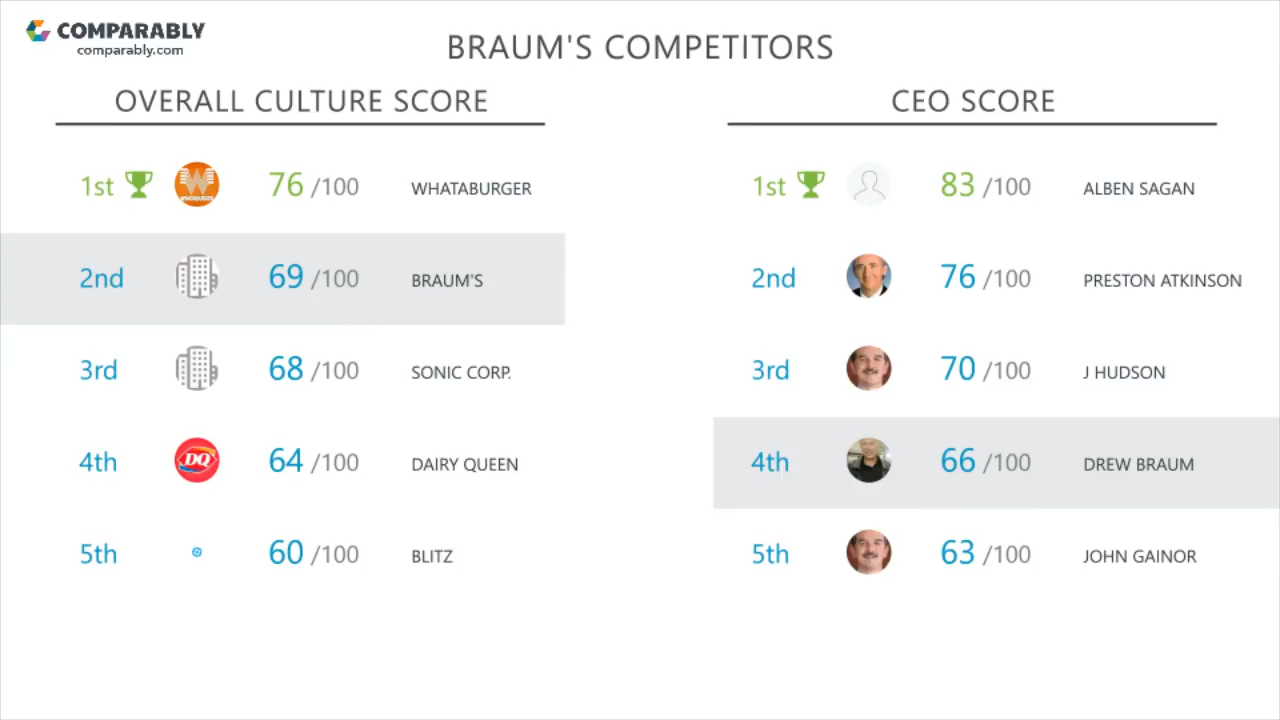 COMPARABLY
comparably.com
BRAUM'S COMPETITORS
OVERALL CULTURE SCORE
1st 76 /100 WHATABURGER
2nd 69 /100 BRAUM'S
3rd 68 /100 SONIC CORP.
DQ
4th 64 /100 DAIRY QUEEN
5th 60 /100 BLITZ
CEO SCORE
1st 83 /100 ALBEN SAGAN
2nd 76 /100 PRESTON ATKINSON
3rd 70 /100 J HUDSON
4th 66 /100 DREW BRAUM
5th 63 /100 JOHN GAINOR